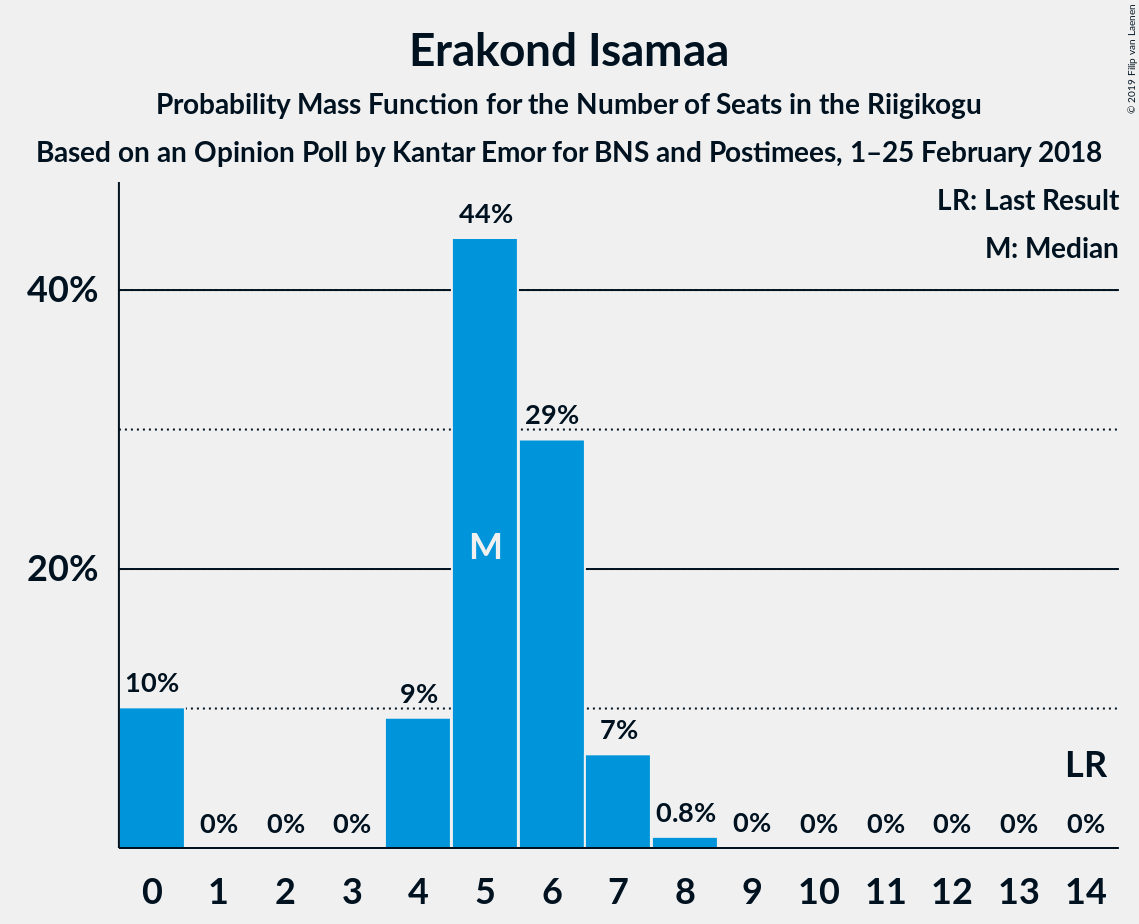 Erakond Isamaa
Probability Mass Function for the Number of Seats in the Riigikogu
Based on an Opinion Poll by Kantar Emor for BNS and Postimees, 1–25 February 2018
© 2019 Filip van Laenen
LR: Last Result
M: Median
44%
40%
29%
M
20%
10%
9%
7%
LR
0%
0%
0%
0.8%
0%
0%
0%
0%
0%
0%
0 1 2 3 4 5 6 7 8 9 10 11 12 13 14